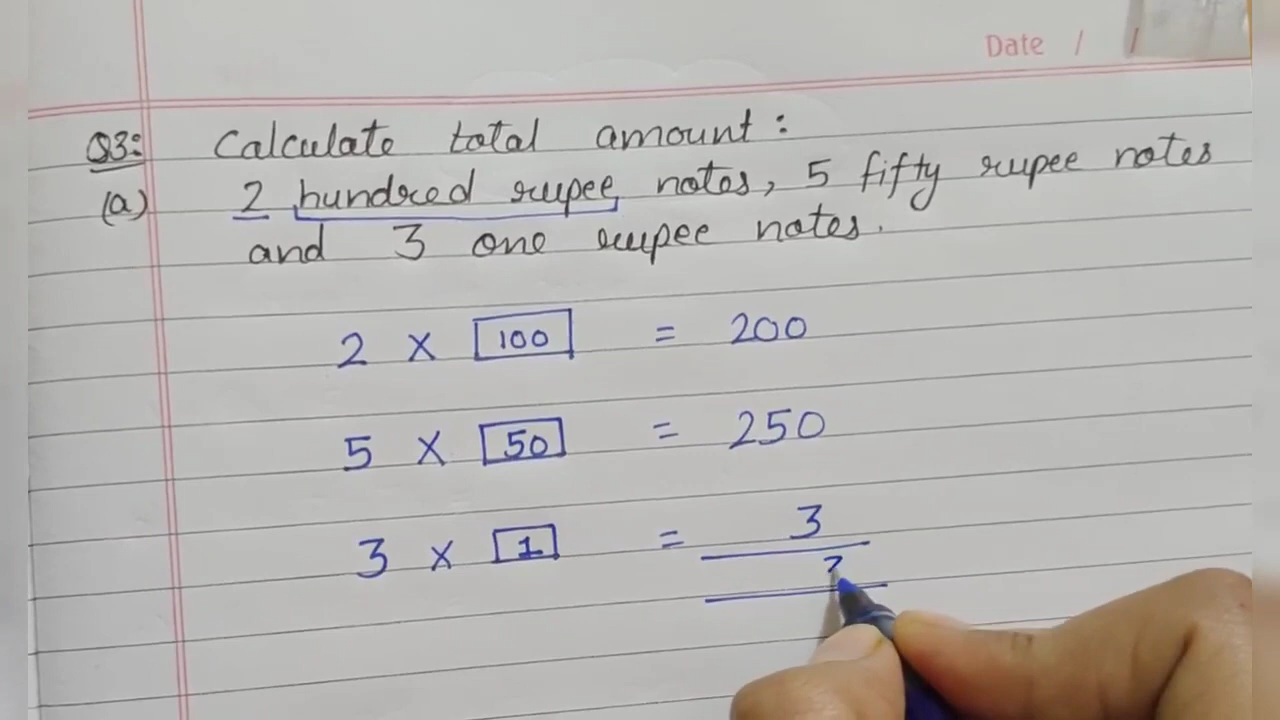 Date / /
Q3: Calculate total amount:
(a) 2 hundred rupee notes, 5 fifty rupee notes
and 3 one rupee notes.
2 × 100 = 200
5 × 50 = 250
3 × 1 = 3